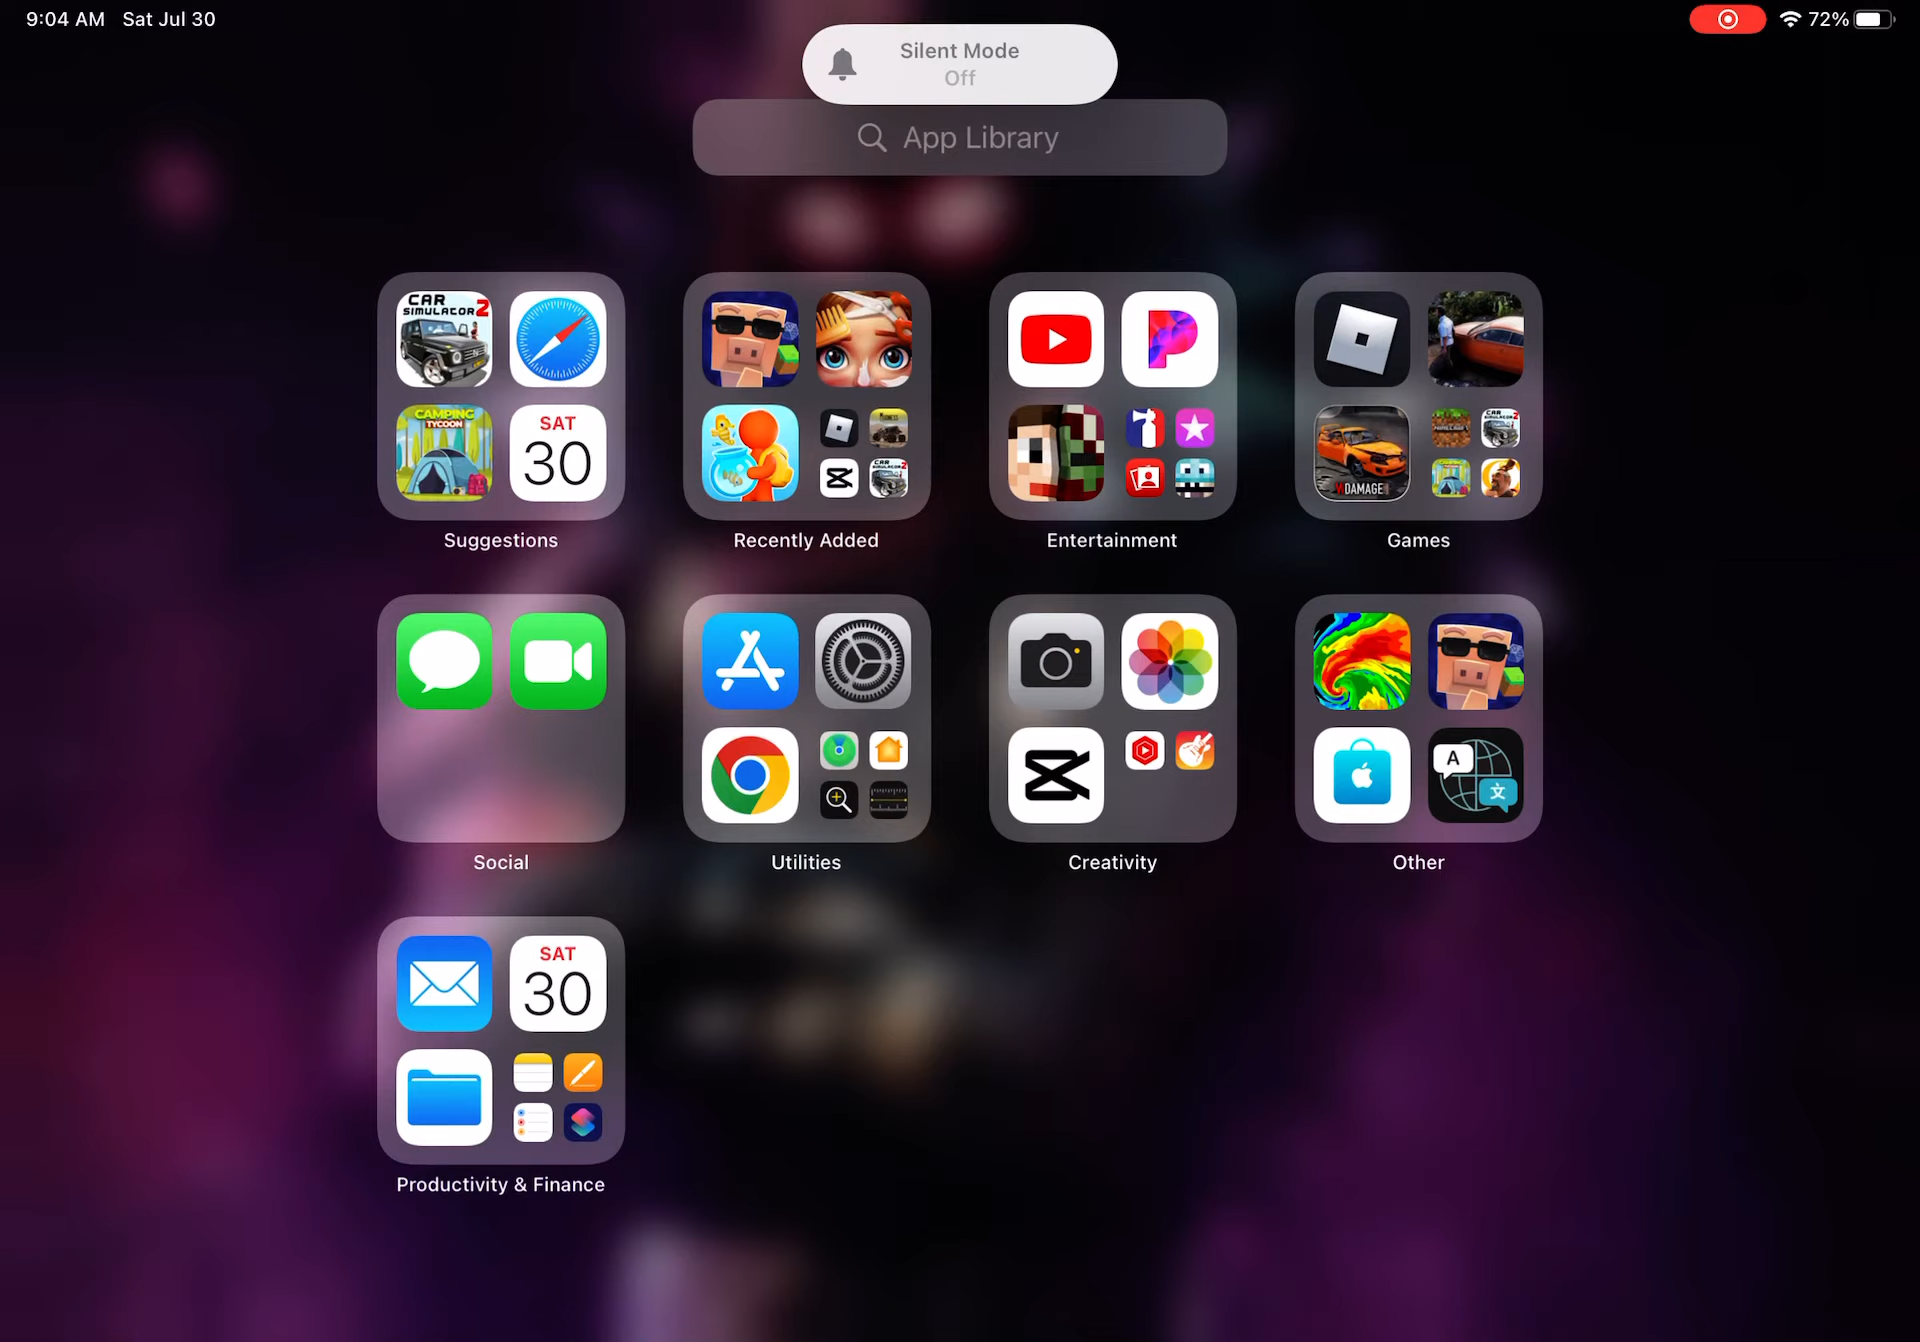 9:04 AM Sat Jul 30
72%
Silent Mode
Off
App Library
CAR
SIMULATOR 2
CAMPING
TYCOON
SAT
30
DAMAGE
Suggestions
Recently Added
Entertainment
Games
A
文
Social
Utilities
Creativity
Other
SAT
30
Productivity & Finance